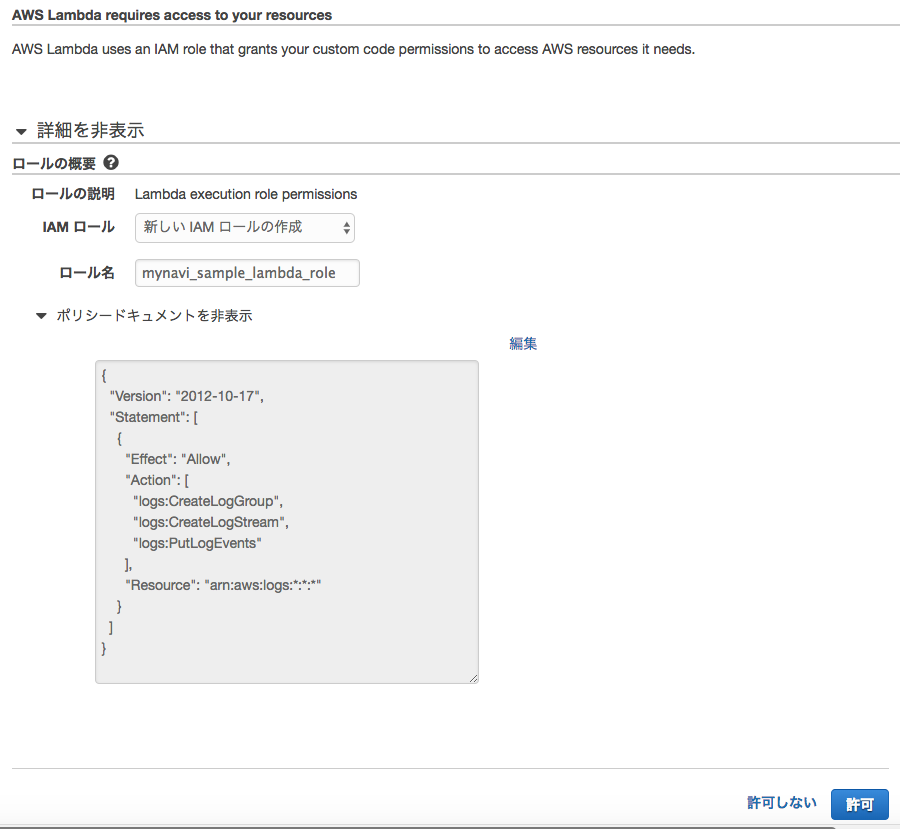 AWS Lambda requires access to your resources
AWS Lambda uses an IAM role that grants your custom code permissions to access AWS resources it needs.
詳細を非表示
ロールの概要 ?
ロールの説明 Lambda execution role permissions
IAM ロール 新しい IAM ロールの作成
ロール名 mynavi_sample_lambda_role
ポリシードキュメントを非表示
編集
{
  "Version": "2012-10-17",
  "Statement": [
    {
      "Effect": "Allow",
      "Action": [
        "logs:CreateLogGroup",
        "logs:CreateLogStream",
        "logs:PutLogEvents"
      ],
      "Resource": "arn:aws:logs:*:*:*"
    }
  ]
}
許可しない 許可